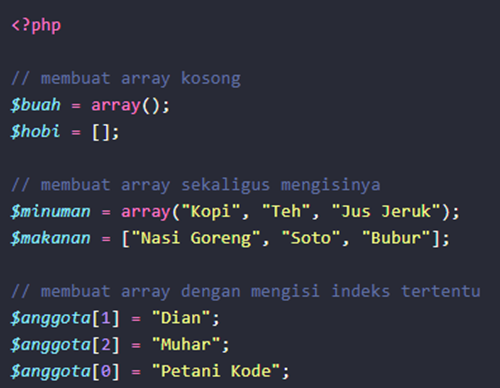 <?php
// membuat array kosong
$buah = array();
$hobi = [];
// membuat array sekaligus mengisinya
$minuman = array("Kopi", "Teh", "Jus Jeruk");
$makanan = ["Nasi Goreng", "Soto", "Bubur"];
// membuat array dengan mengisi indeks tertentu
$anggota[1] = "Dian";
$anggota[2] = "Muhar";
$anggota[0] = "Petani Kode";